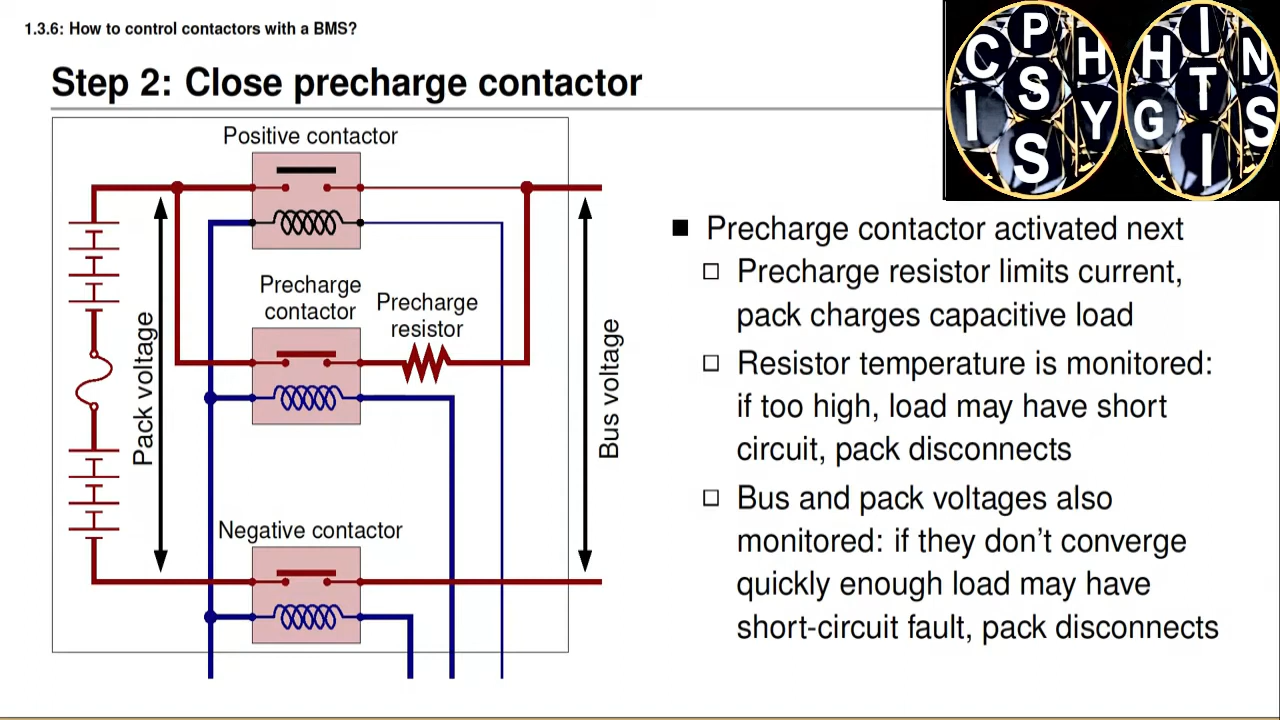 1.3.6: How to control contactors with a BMS?
Step 2: Close precharge contactor
P
C H
S
I Y
S
I
H N
T
G S
I
Positive contactor
Precharge
contactor
Precharge
resistor
Negative contactor
Pack voltage
Bus voltage
Precharge contactor activated next
Precharge resistor limits current,
pack charges capacitive load
Resistor temperature is monitored:
if too high, load may have short
circuit, pack disconnects
Bus and pack voltages also
monitored: if they don’t converge
quickly enough load may have
short-circuit fault, pack disconnects